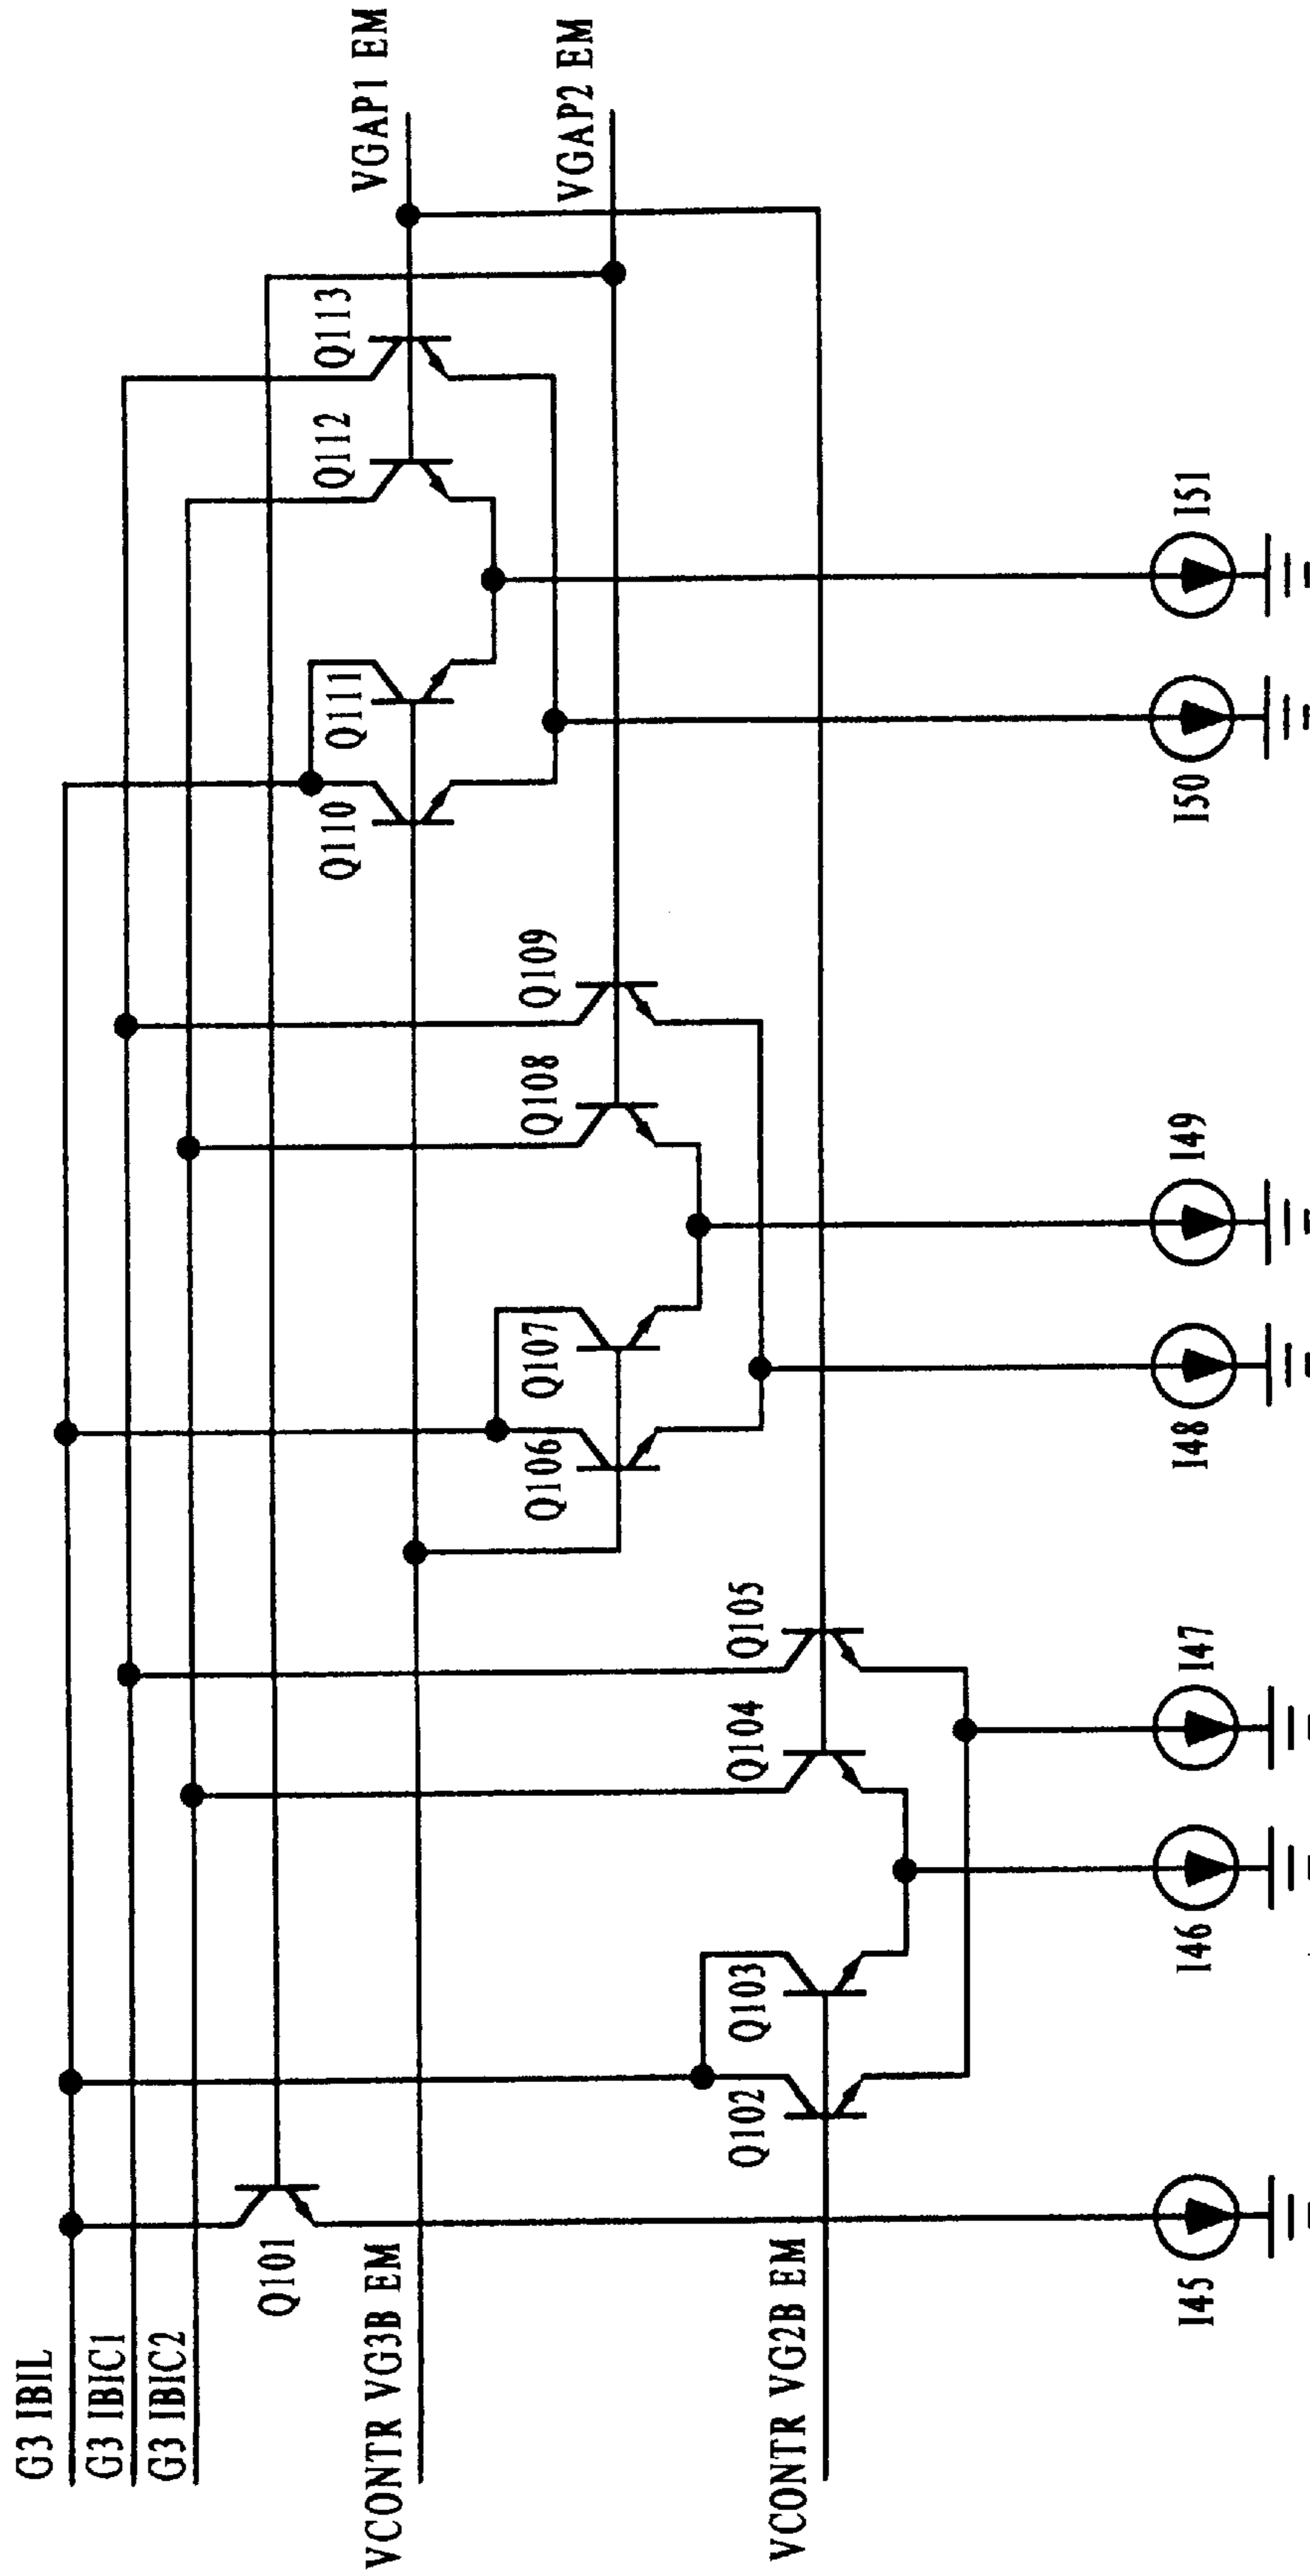 G3 IBIL
G3 IBIC1
G3 IBIC2
Q101
VCONTR VG3B EM
Q110
Q111
Q112
Q113
VGAP1 EM
Q106
Q107
Q108
Q109
VGAP2 EM
VCONTR VG2B EM
Q102
Q103
Q104
Q105
I45
I46
I47
I48
I49
I50
I51